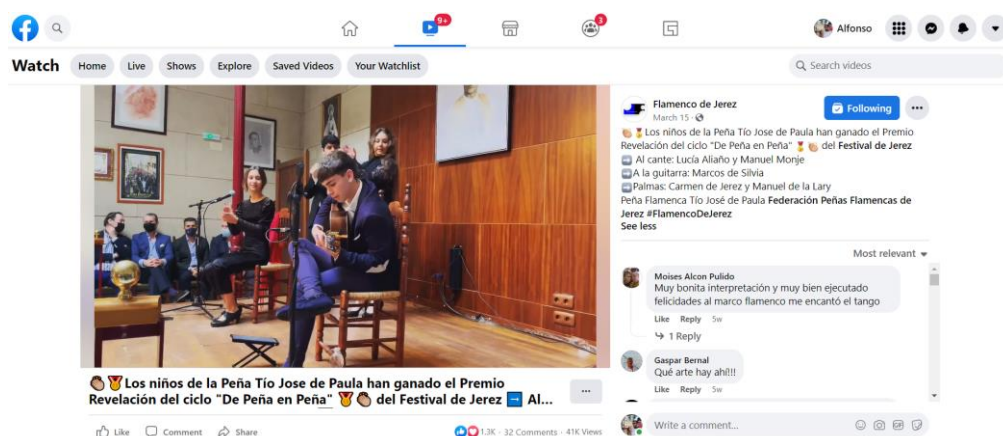 9+
3
Alfonso
Watch
Home Live Shows Explore Saved Videos Your Watchlist
Search videos
Flamenco de Jerez
March 15 ·
Following
👏🏽🏅Los niños de la Peña Tío Jose de Paula han ganado el Premio
Revelación del ciclo "De Peña en Peña" 🏅👏🏽 del Festival de Jerez
➡️ Al cante: Lucía Aliaño y Manuel Monje
➡️A la guitarra: Marcos de Silvia
➡️Palmas: Carmen de Jerez y Manuel de la Lary
Peña Flamenca Tío José de Paula Federación Peñas Flamencas de
Jerez #FlamencoDeJerez
See less
Most relevant
Moises Alcon Pulido
Muy bonita interpretación y muy bien ejecutado
felicidades al marco flamenco me encantó el tango
Like Reply 5w
1 Reply
Gaspar Bernal
Qué arte hay ahí!!!
Like Reply 5w
Write a comment...
👏🏽🏅Los niños de la Peña Tío Jose de Paula han ganado el Premio
Revelación del ciclo "De Peña en Peña" 🏅👏🏽 del Festival de Jerez ➡️ Al...
Like Comment Share
1.3K · 32 Comments · 41K Views